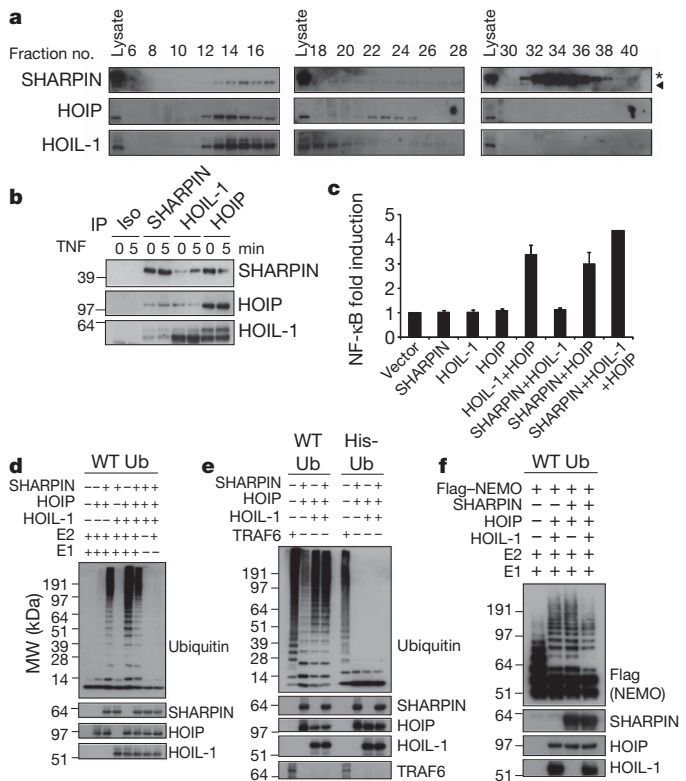 a
Fraction no. Lysate 6 8 10 12 14 16 Lysate 18 20 22 24 26 28 Lysate 30 32 34 36 38 40
SHARPIN *
HOIP
HOIL-1
b
IP Iso SHARPIN HOIL-1 HOIP
TNF 0 5 0 5 0 5 0 5 min
39 SHARPIN
97 HOIP
64 HOIL-1
c
NF-κB fold induction
5
4
3
2
1
0
Vector
SHARPIN
HOIL-1
HOIP
HOIL-1+HOIP
SHARPIN+HOIL-1
SHARPIN+HOIP
SHARPIN+HOIL-1
+HOIP
d
WT Ub
SHARPIN
HOIP
HOIL-1
E2
E1
MW (kDa)
191
97
64
51
39
28
14
Ubiquitin
64 SHARPIN
97 HOIP
51 HOIL-1
e
WT His-
Ub Ub
SHARPIN – + – + – + – +
HOIP – + + + – + + +
HOIL-1 – – + + – – + +
TRAF6 + – – – + – – –
191
97
64
51
39
28
14
Ubiquitin
64 SHARPIN
97 HOIP
51 HOIL-1
64 TRAF6
f
WT Ub
Flag–NEMO + + + +
SHARPIN – – + +
HOIP – + + +
HOIL-1 – + – +
E2 + + + +
E1 + + + +
191
97
64
51
Flag
(NEMO)
64 SHARPIN
97 HOIP
51 HOIL-1